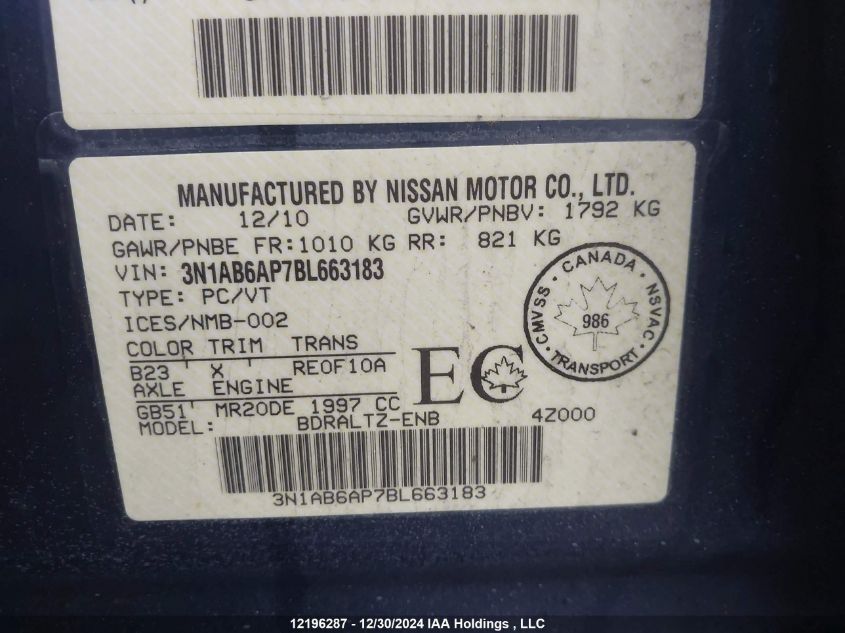 MANUFACTURED BY NISSAN MOTOR CO., LTD.
DATE: 12/10 GVWR/PNBV: 1792 KG
GAWR/PNBE FR:1010 KG RR: 821 KG
VIN: 3N1AB6AP7BL663183
TYPE: PC/VT
ICES/NMB-002
COLOR TRIM TRANS
B23 X RE0F10A
AXLE ENGINE
GB51 MR20DE 1997 CC
MODEL: BDRALTZ-ENB 4Z000
EC
CMVSS · CANADA · NSVAC · TRANSPORT ·
986
3N1AB6AP7BL663183
12196287 - 12/30/2024 IAA Holdings , LLC